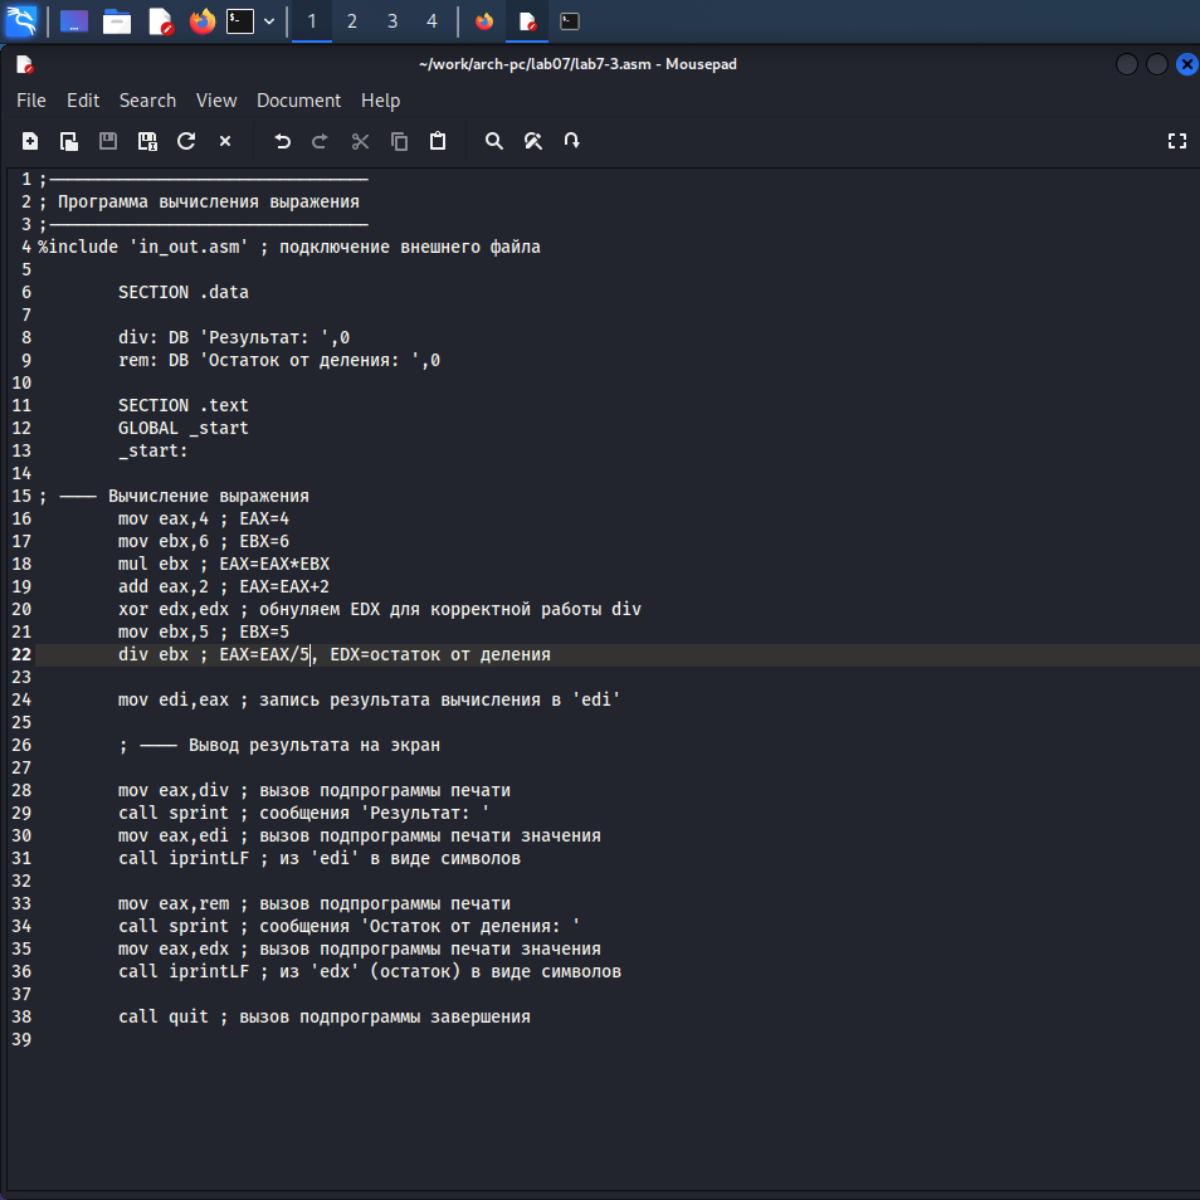 1 2 3 4
~/work/arch-pc/lab07/lab7-3.asm - Mousepad
File Edit Search View Document Help
1 ;--------------------------------
2 ; Программа вычисления выражения
3 ;--------------------------------
4 %include 'in_out.asm' ; подключение внешнего файла
5
6 SECTION .data
7
8 div: DB 'Результат: ',0
9 rem: DB 'Остаток от деления: ',0
10
11 SECTION .text
12 GLOBAL _start
13 _start:
14
15 ; ---- Вычисление выражения
16 mov eax,4 ; EAX=4
17 mov ebx,6 ; EBX=6
18 mul ebx ; EAX=EAX*EBX
19 add eax,2 ; EAX=EAX+2
20 xor edx,edx ; обнуляем EDX для корректной работы div
21 mov ebx,5 ; EBX=5
22 div ebx ; EAX=EAX/5, EDX=остаток от деления
23
24 mov edi,eax ; запись результата вычисления в 'edi'
25
26 ; ---- Вывод результата на экран
27
28 mov eax,div ; вызов подпрограммы печати
29 call sprint ; сообщения 'Результат: '
30 mov eax,edi ; вызов подпрограммы печати значения
31 call iprintLF ; из 'edi' в виде символов
32
33 mov eax,rem ; вызов подпрограммы печати
34 call sprint ; сообщения 'Остаток от деления: '
35 mov eax,edx ; вызов подпрограммы печати значения
36 call iprintLF ; из 'edx' (остаток) в виде символов
37
38 call quit ; вызов подпрограммы завершения
39